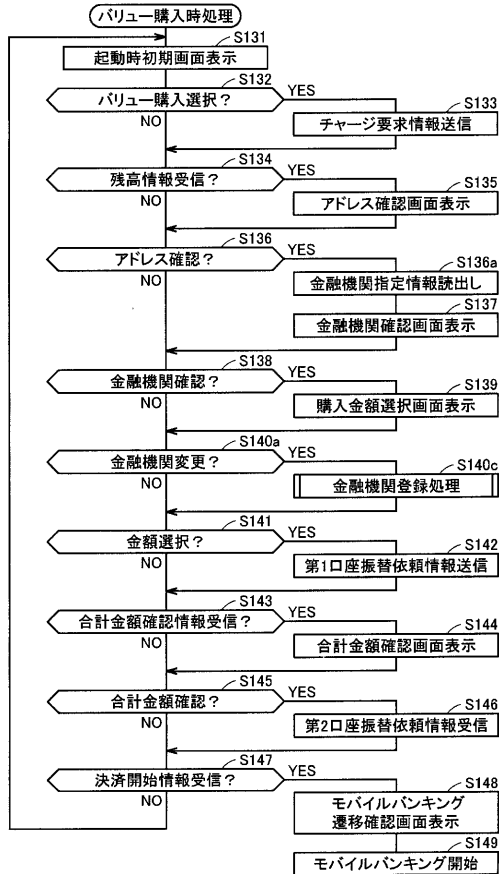 バリュー購入時処理
S131
起動時初期画面表示
S132
バリュー購入選択？
YES
NO
S133
チャージ要求情報送信
S134
残高情報受信？
YES
NO
S135
アドレス確認画面表示
S136
アドレス確認？
YES
NO
S136a
金融機関指定情報読出し
S137
金融機関確認画面表示
S138
金融機関確認？
YES
NO
S139
購入金額選択画面表示
S140a
金融機関変更？
YES
NO
S140c
金融機関登録処理
S141
金額選択？
YES
NO
S142
第1口座振替依頼情報送信
S143
合計金額確認情報受信？
YES
NO
S144
合計金額確認画面表示
S145
合計金額確認？
YES
NO
S146
第2口座振替依頼情報受信
S147
決済開始情報受信？
YES
NO
S148
モバイルバンキング
遷移確認画面表示
S149
モバイルバンキング開始